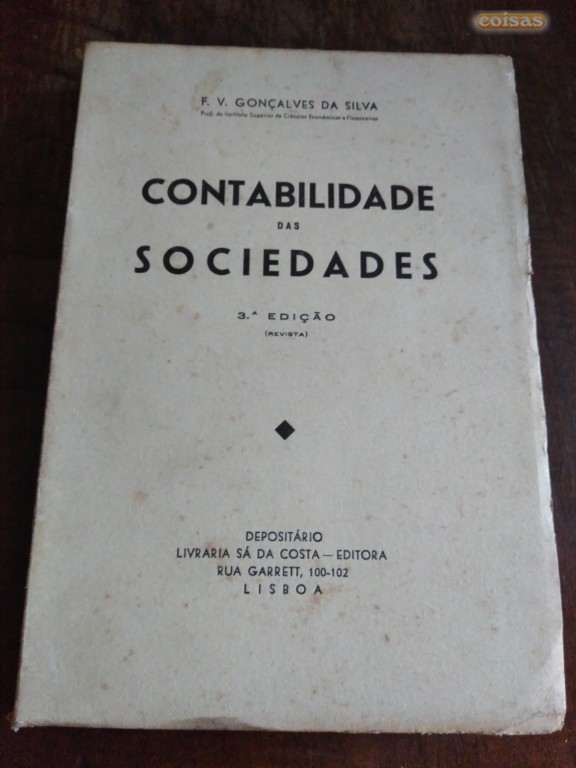 coisas
F. V. GONÇALVES DA SILVA
Prof. do Instituto Superior de Ciências Económicas e Financeiras
CONTABILIDADE
DAS
SOCIEDADES
3.ª EDIÇÃO
(REVISTA)
DEPOSITÁRIO
LIVRARIA SÁ DA COSTA—EDITORA
RUA GARRETT, 100-102
LISBOA